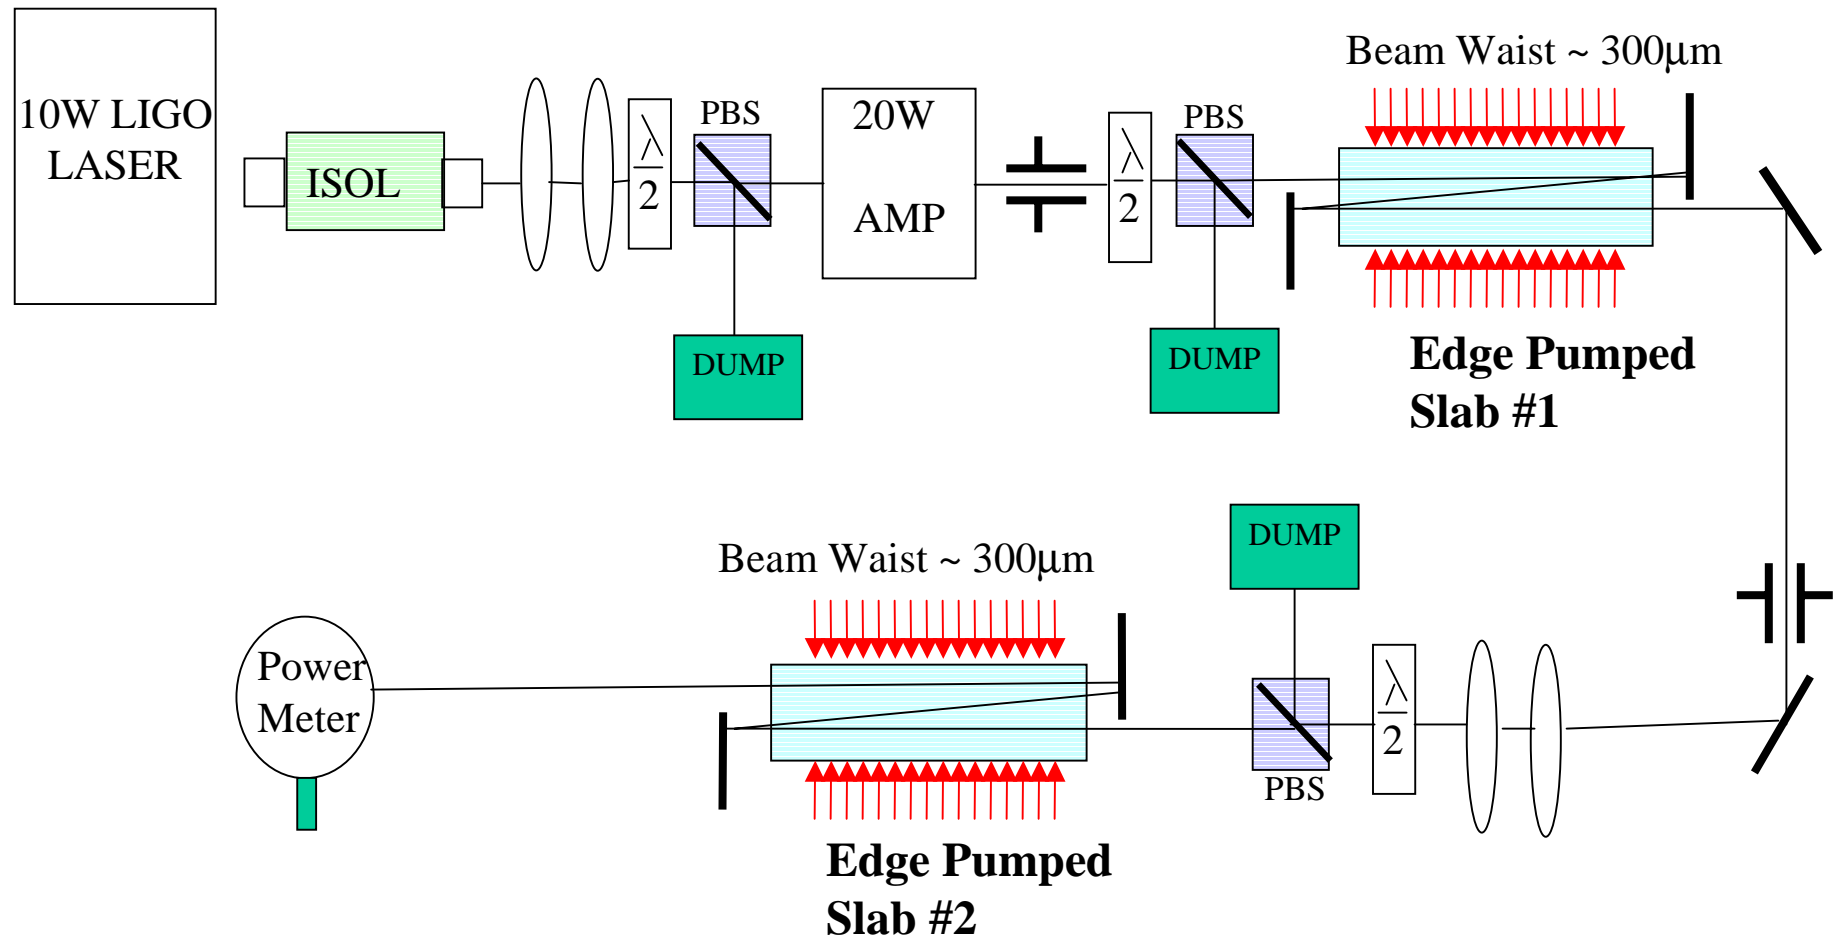 10W LIGO
LASER
ISOL
λ
2
PBS
DUMP
20W
AMP
λ
2
PBS
DUMP
Beam Waist ~ 300μm
Edge Pumped
Slab #1
DUMP
Beam Waist ~ 300μm
Power
Meter
λ
2
PBS
Edge Pumped
Slab #2